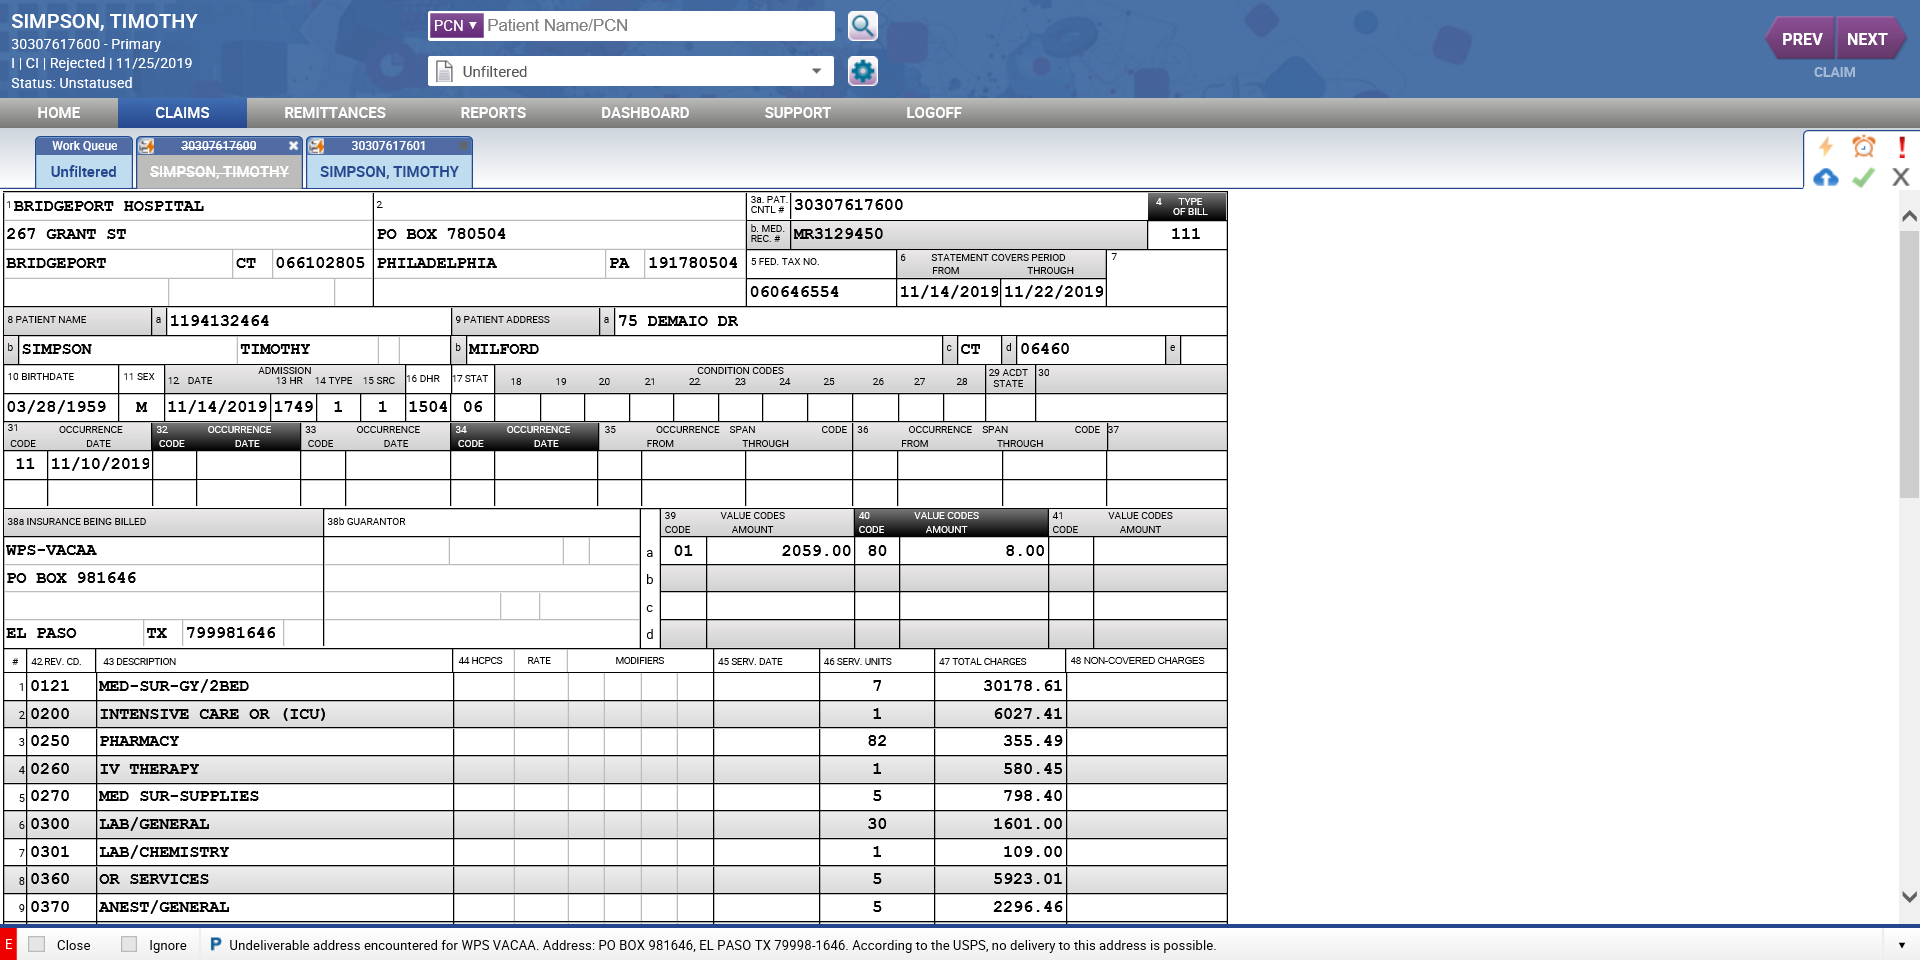 SIMPSON, TIMOTHY
30307617600 - Primary
I | CI | Rejected | 11/25/2019
Status: Unstatused
PCN ▼ Patient Name/PCN
Unfiltered
PREV NEXT
CLAIM
HOME CLAIMS REMITTANCES REPORTS DASHBOARD SUPPORT LOGOFF
Work Queue 30307617600 30307617601
Unfiltered SIMPSON, TIMOTHY SIMPSON, TIMOTHY
1 BRIDGEPORT HOSPITAL 2 3a. PAT. CNTL # 30307617600 4 TYPE OF BILL
267 GRANT ST PO BOX 780504 b. MED. REC. # MR3129450 111
BRIDGEPORT CT 066102805 PHILADELPHIA PA 191780504 5 FED. TAX NO. 6 STATEMENT COVERS PERIOD FROM THROUGH 7
060646554 11/14/2019 11/22/2019
8 PATIENT NAME a 1194132464 9 PATIENT ADDRESS a 75 DEMAIO DR
b SIMPSON TIMOTHY b MILFORD c CT d 06460 e
10 BIRTHDATE 11 SEX 12 DATE ADMISSION 13 HR 14 TYPE 15 SRC 16 DHR 17 STAT CONDITION CODES 18 19 20 21 22 23 24 25 26 27 28 29 ACDT STATE 30
03/28/1959 M 11/14/2019 1749 1 1 1504 06
31 OCCURRENCE 32 OCCURRENCE 33 OCCURRENCE 34 OCCURRENCE 35 OCCURRENCE SPAN CODE 36 OCCURRENCE SPAN CODE 37
CODE DATE CODE DATE CODE DATE CODE DATE FROM THROUGH FROM THROUGH
11 11/10/2019
38a INSURANCE BEING BILLED 38b GUARANTOR 39 VALUE CODES 40 VALUE CODES 41 VALUE CODES
CODE AMOUNT CODE AMOUNT CODE AMOUNT
WPS-VACAA a 01 2059.00 80 8.00
PO BOX 981646 b
c
EL PASO TX 799981646 d
# 42 REV. CD. 43 DESCRIPTION 44 HCPCS RATE MODIFIERS 45 SERV. DATE 46 SERV. UNITS 47 TOTAL CHARGES 48 NON-COVERED CHARGES
1 0121 MED-SUR-GY/2BED 7 30178.61
2 0200 INTENSIVE CARE OR (ICU) 1 6027.41
3 0250 PHARMACY 82 355.49
4 0260 IV THERAPY 1 580.45
5 0270 MED SUR-SUPPLIES 5 798.40
6 0300 LAB/GENERAL 30 1601.00
7 0301 LAB/CHEMISTRY 1 109.00
8 0360 OR SERVICES 5 5923.01
9 0370 ANEST/GENERAL 5 2296.46
E Close Ignore P Undeliverable address encountered for WPS VACAA. Address: PO BOX 981646, EL PASO TX 79998-1646. According to the USPS, no delivery to this address is possible.